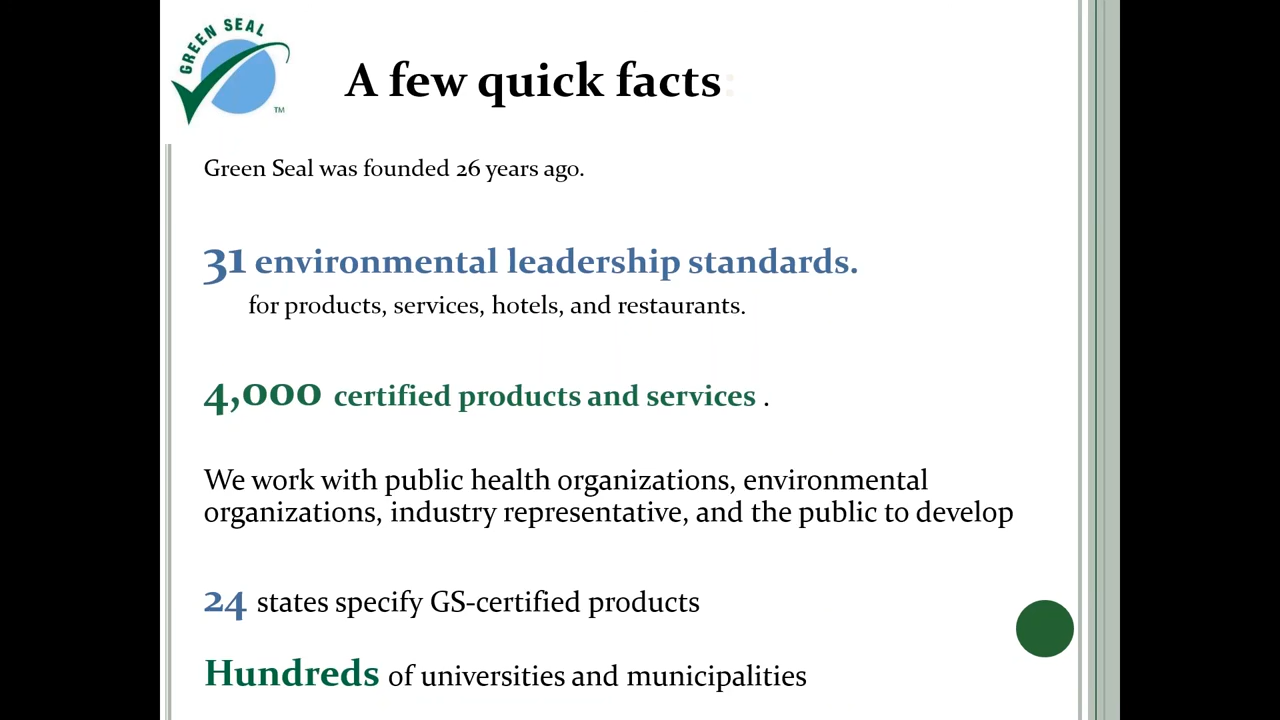 GREEN SEAL
TM
A few quick facts:
Green Seal was founded 26 years ago.
31 environmental leadership standards.
for products, services, hotels, and restaurants.
4,000 certified products and services .
We work with public health organizations, environmental
organizations, industry representative, and the public to develop
24 states specify GS-certified products
Hundreds of universities and municipalities